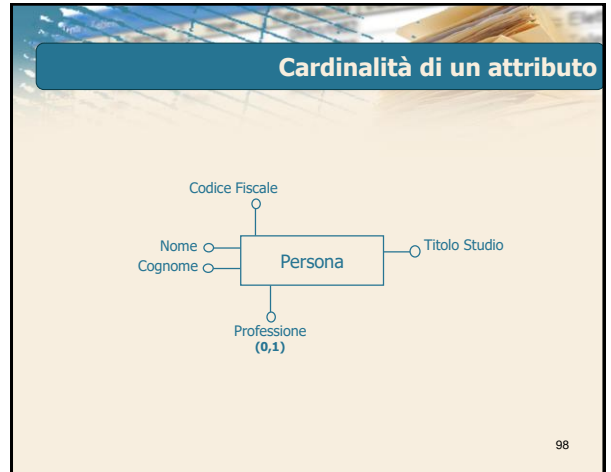 Cardinalità di un attributo
Codice Fiscale
Nome
Cognome
Persona
Titolo Studio
Professione
(0,1)
98